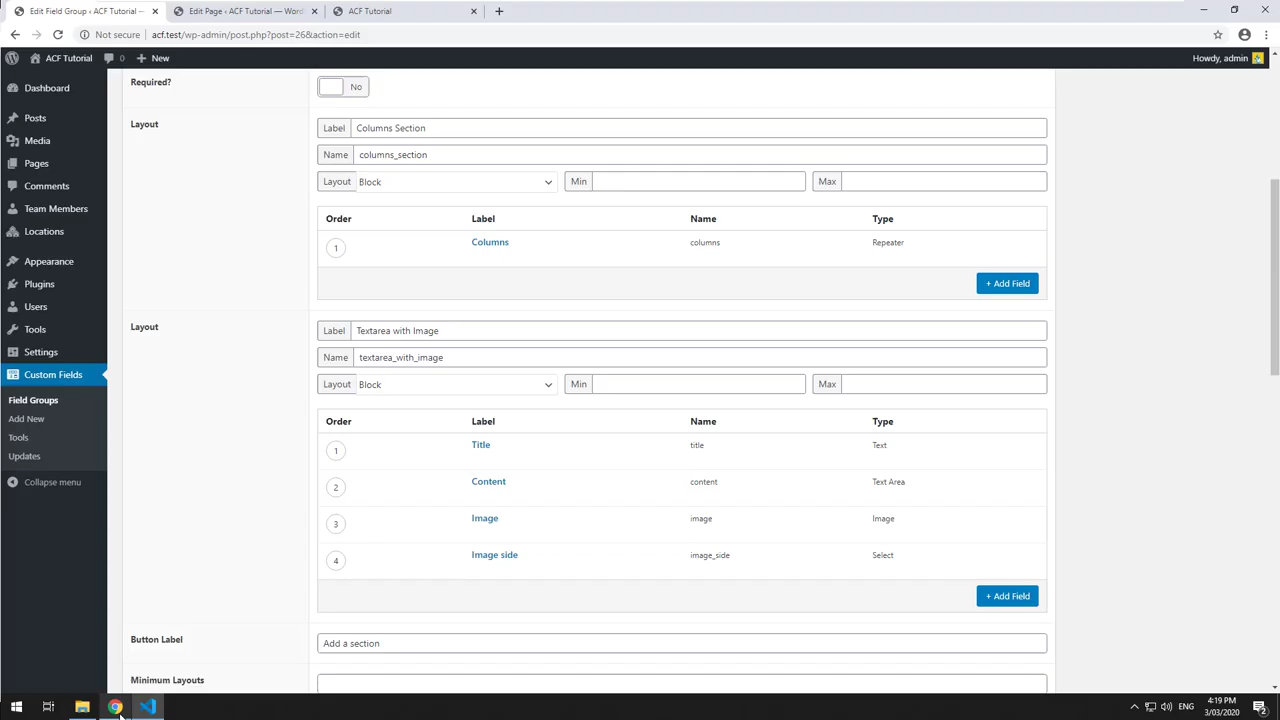 Edit Field Group ‹ ACF Tutorial —
Edit Page ‹ ACF Tutorial — Word
ACF Tutorial
Not secure
acf.test/wp-admin/post.php?post=26&action=edit
ACF Tutorial
0
New
Howdy, admin
Dashboard
Posts
Media
Pages
Comments
Team Members
Locations
Appearance
Plugins
Users
Tools
Settings
Custom Fields
Field Groups
Add New
Tools
Updates
Collapse menu
Required?
No
Layout
Label Columns Section
Name columns_section
Layout Block Min Max
Order Label Name Type
1 Columns columns Repeater
+ Add Field
Layout
Label Textarea with Image
Name textarea_with_image
Layout Block Min Max
Order Label Name Type
1 Title title Text
2 Content content Text Area
3 Image image Image
4 Image side image_side Select
+ Add Field
Button Label
Add a section
Minimum Layouts
ENG
4:19 PM
3/03/2020
2